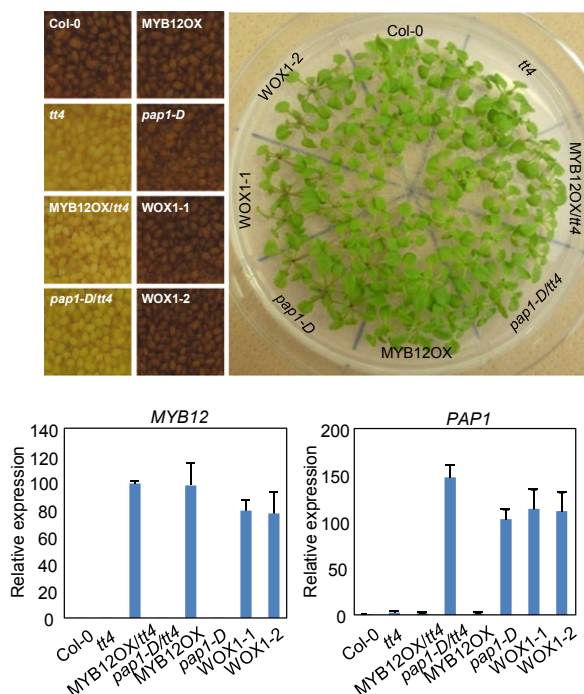 Col-0
MYB12OX
tt4
pap1-D
MYB12OX/tt4
WOX1-1
pap1-D/tt4
WOX1-2
Col-0
tt4
MYB12OX/tt4
pap1-D/tt4
MYB12OX
pap1-D
WOX1-1
WOX1-2
MYB12
Relative expression
140
120
100
80
60
40
20
0
Col-0
tt4
MYB12OX/tt4
pap1-D/tt4
MYB12OX
pap1-D
WOX1-1
WOX1-2
PAP1
Relative expression
200
150
100
50
0
Col-0
tt4
MYB12OX/tt4
pap1-D/tt4
MYB12OX
pap1-D
WOX1-1
WOX1-2